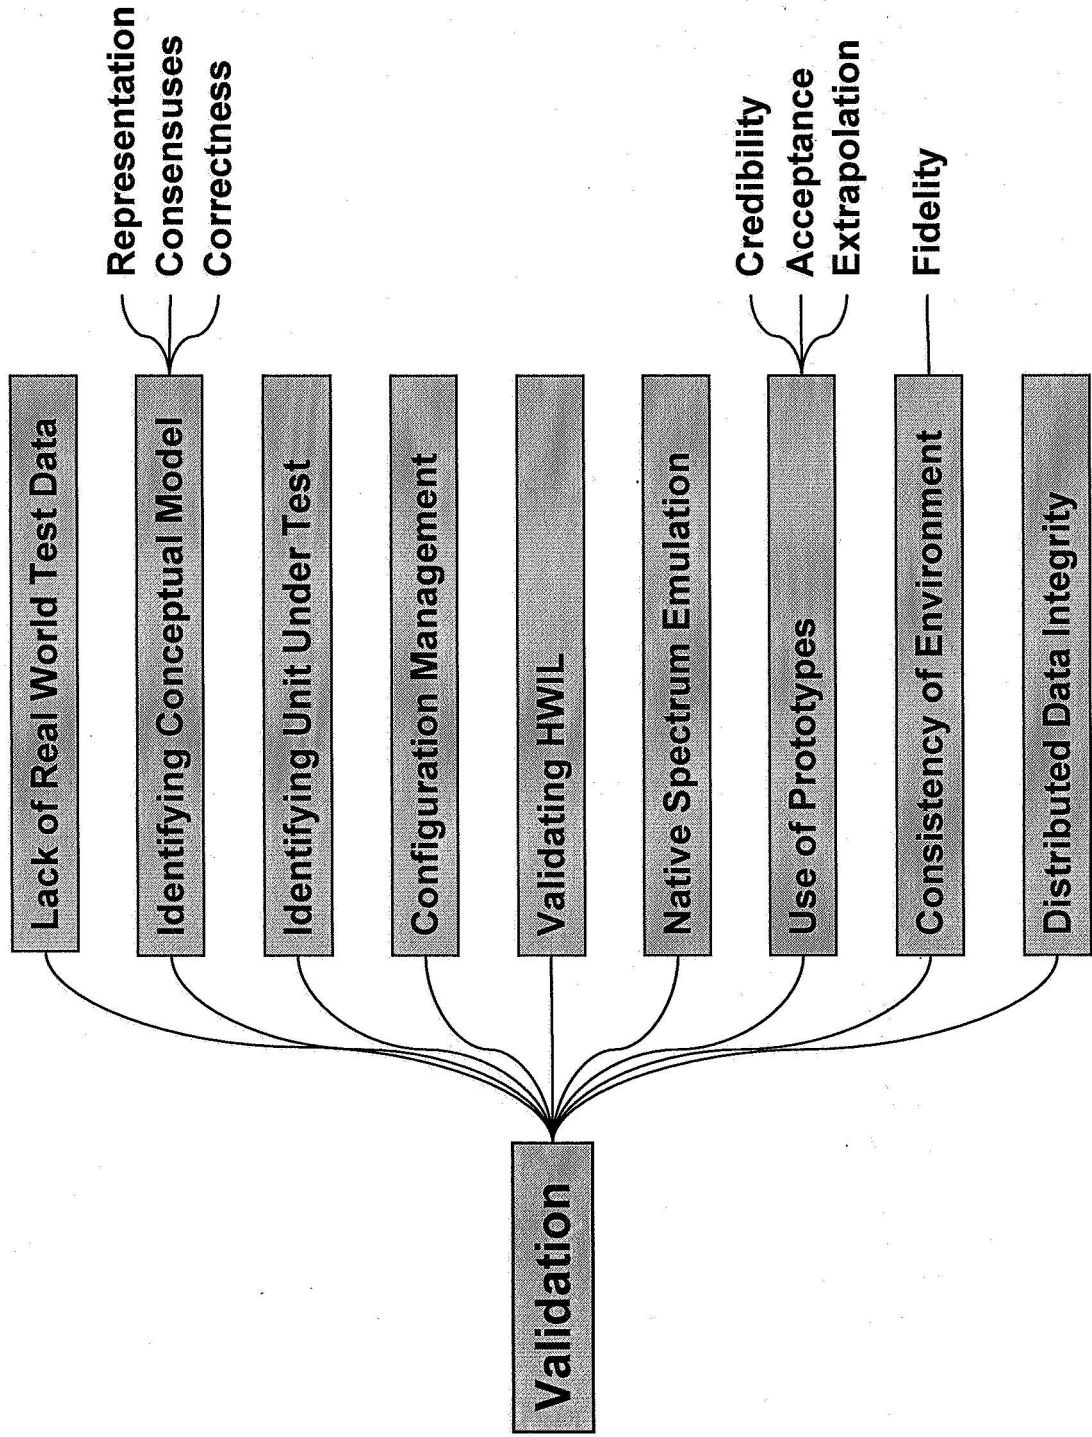 Validation
Lack of Real World Test Data
Identifying Conceptual Model
Representation
Consensuses
Correctness
Identifying Unit Under Test
Configuration Management
Validating HWIL
Native Spectrum Emulation
Use of Prototypes
Credibility
Acceptance
Extrapolation
Consistency of Environment
Fidelity
Distributed Data Integrity